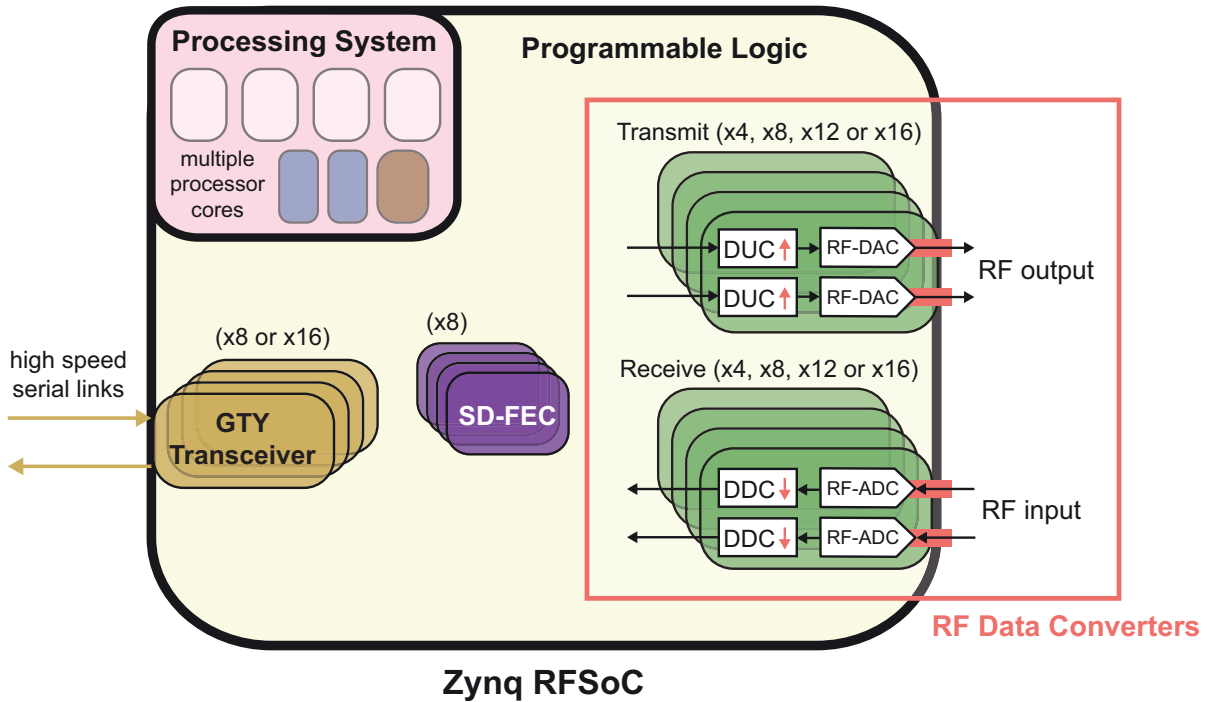 Processing System
Programmable Logic
multiple
processor
cores
Transmit (x4, x8, x12 or x16)
DUC
RF-DAC
DUC
RF-DAC
RF output
(x8 or x16)
(x8)
high speed
serial links
GTY
Transceiver
SD-FEC
Receive (x4, x8, x12 or x16)
DDC
RF-ADC
DDC
RF-ADC
RF input
RF Data Converters
Zynq RFSoC